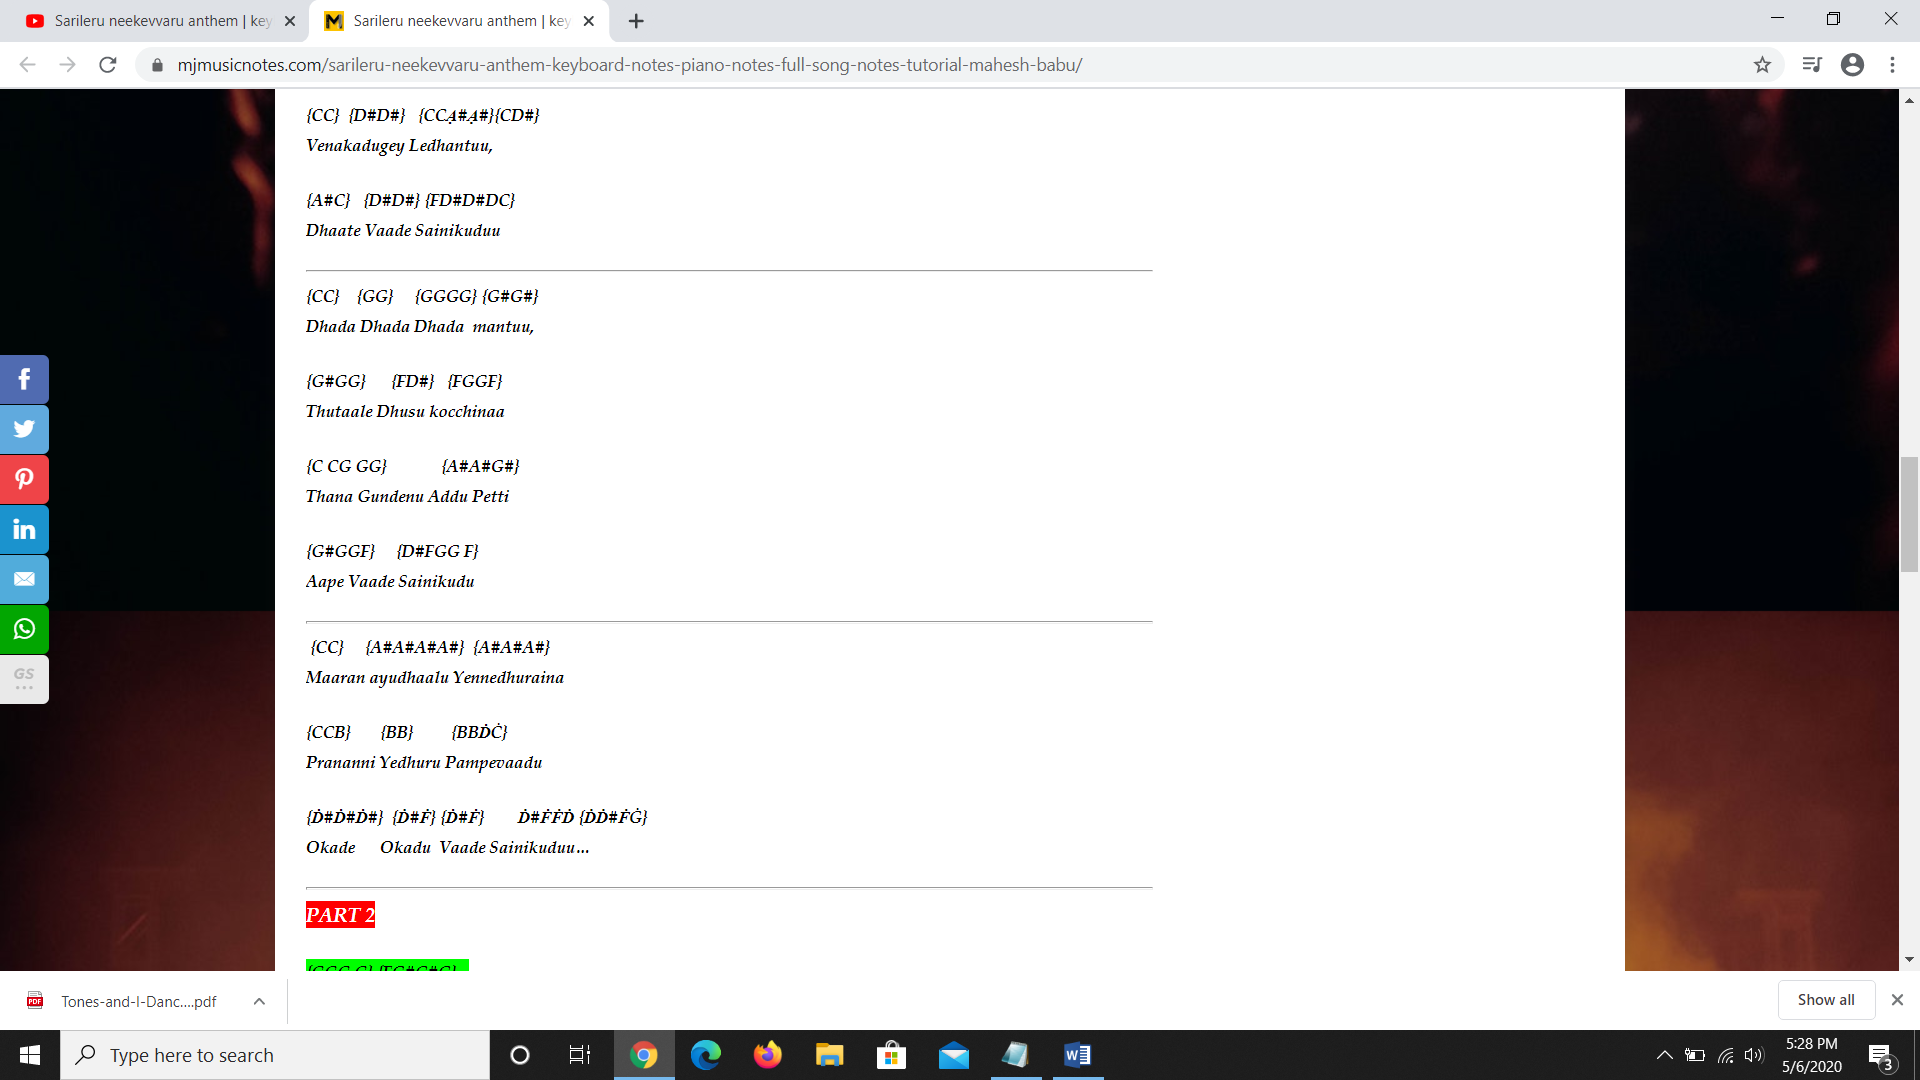 Sarileru neekevvaru anthem | key
Sarileru neekevvaru anthem | key
mjmusicnotes.com/sarileru-neekevvaru-anthem-keyboard-notes-piano-notes-full-song-notes-tutorial-mahesh-babu/
{CC} {D#D#} {CCẠ#Ạ#}{CD#}
Venakadugey Ledhantuu,
{A#C} {D#D#} {FD#D#DC}
Dhaate Vaade Sainikuduu
{CC} {GG} {GGGG} {G#G#}
Dhada Dhada Dhada mantuu,
{G#GG} {FD#} {FGGF}
Thutaale Dhusu kocchinaa
{C CG GG} {A#A#G#}
Thana Gundenu Addu Petti
{G#GGF} {D#FGG F}
Aape Vaade Sainikudu
{CC} {A#A#A#A#} {A#A#A#}
Maaran ayudhaalu Yennedhuraina
{CCB} {BB} {BBḊĊ}
Prananni Yedhuru Pampevaadu
{Ḋ#Ḋ#Ḋ#} {Ḋ#Ḟ} {Ḋ#Ḟ} Ḋ#ḞḞḊ {ḊḊ#ḞĠ}
Okade Okadu Vaade Sainikuduu...
PART 2
GS
Tones-and-I-Danc....pdf
Show all
Type here to search
5:28 PM
5/6/2020
3